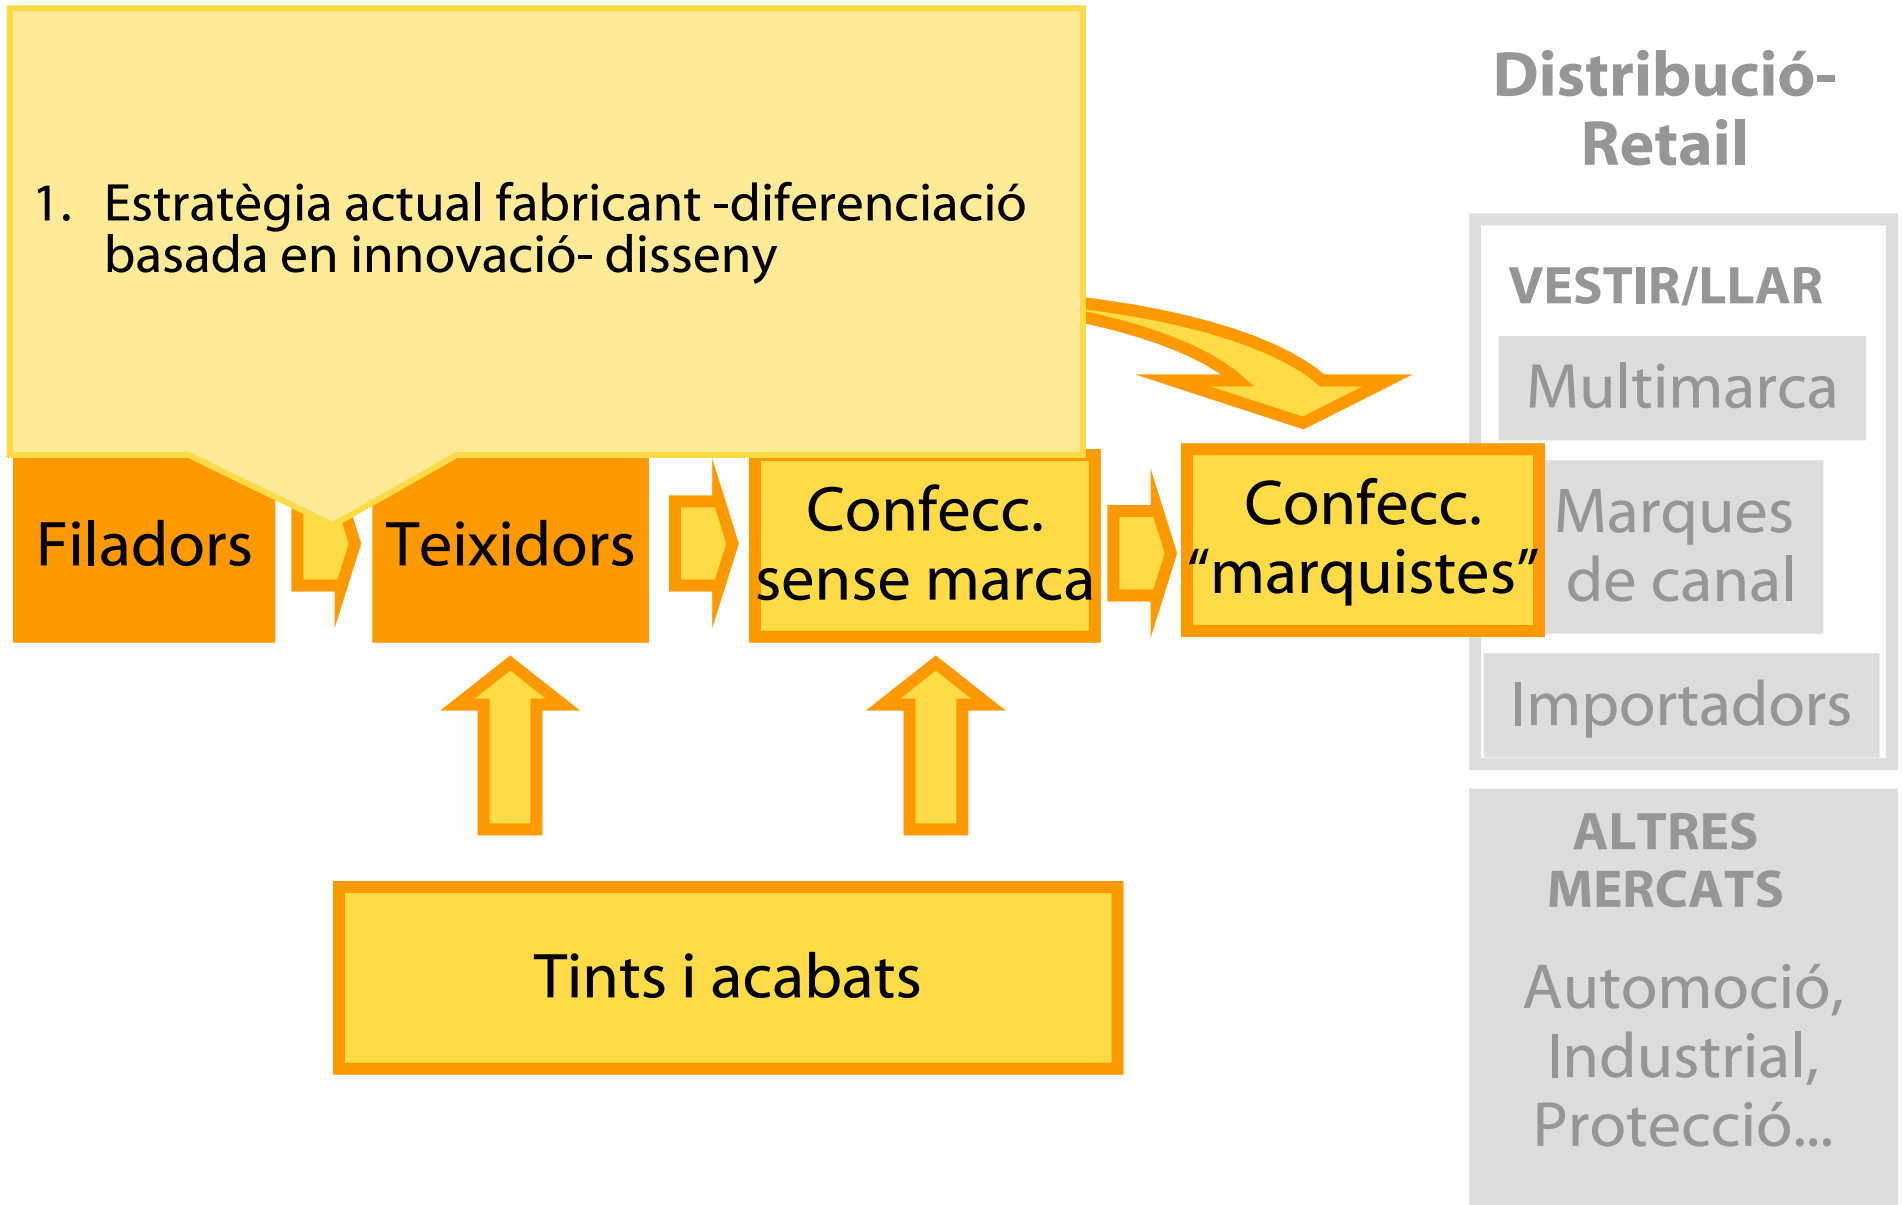 1. Estratègia actual fabricant -diferenciació
basada en innovació- disseny
Filadors
Teixidors
Confecc.
sense marca
Confecc.
“marquistes”
Tints i acabats
Distribució-
Retail
VESTIR/LLAR
Multimarca
Marques
de canal
Importadors
ALTRES
MERCATS
Automoció,
Industrial,
Protecció...